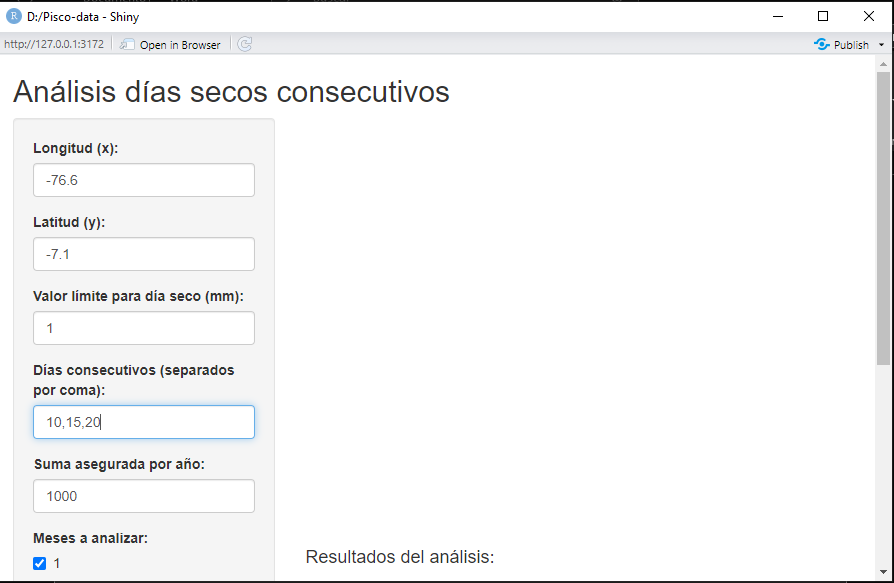 R D:/Pisco-data - Shiny
http://127.0.0.1:3172 Open in Browser Publish
Análisis días secos consecutivos
Longitud (x):
-76.6
Latitud (y):
-7.1
Valor límite para día seco (mm):
1
Días consecutivos (separados
por coma):
10,15,20
Suma asegurada por año:
1000
Meses a analizar:
1
Resultados del análisis: